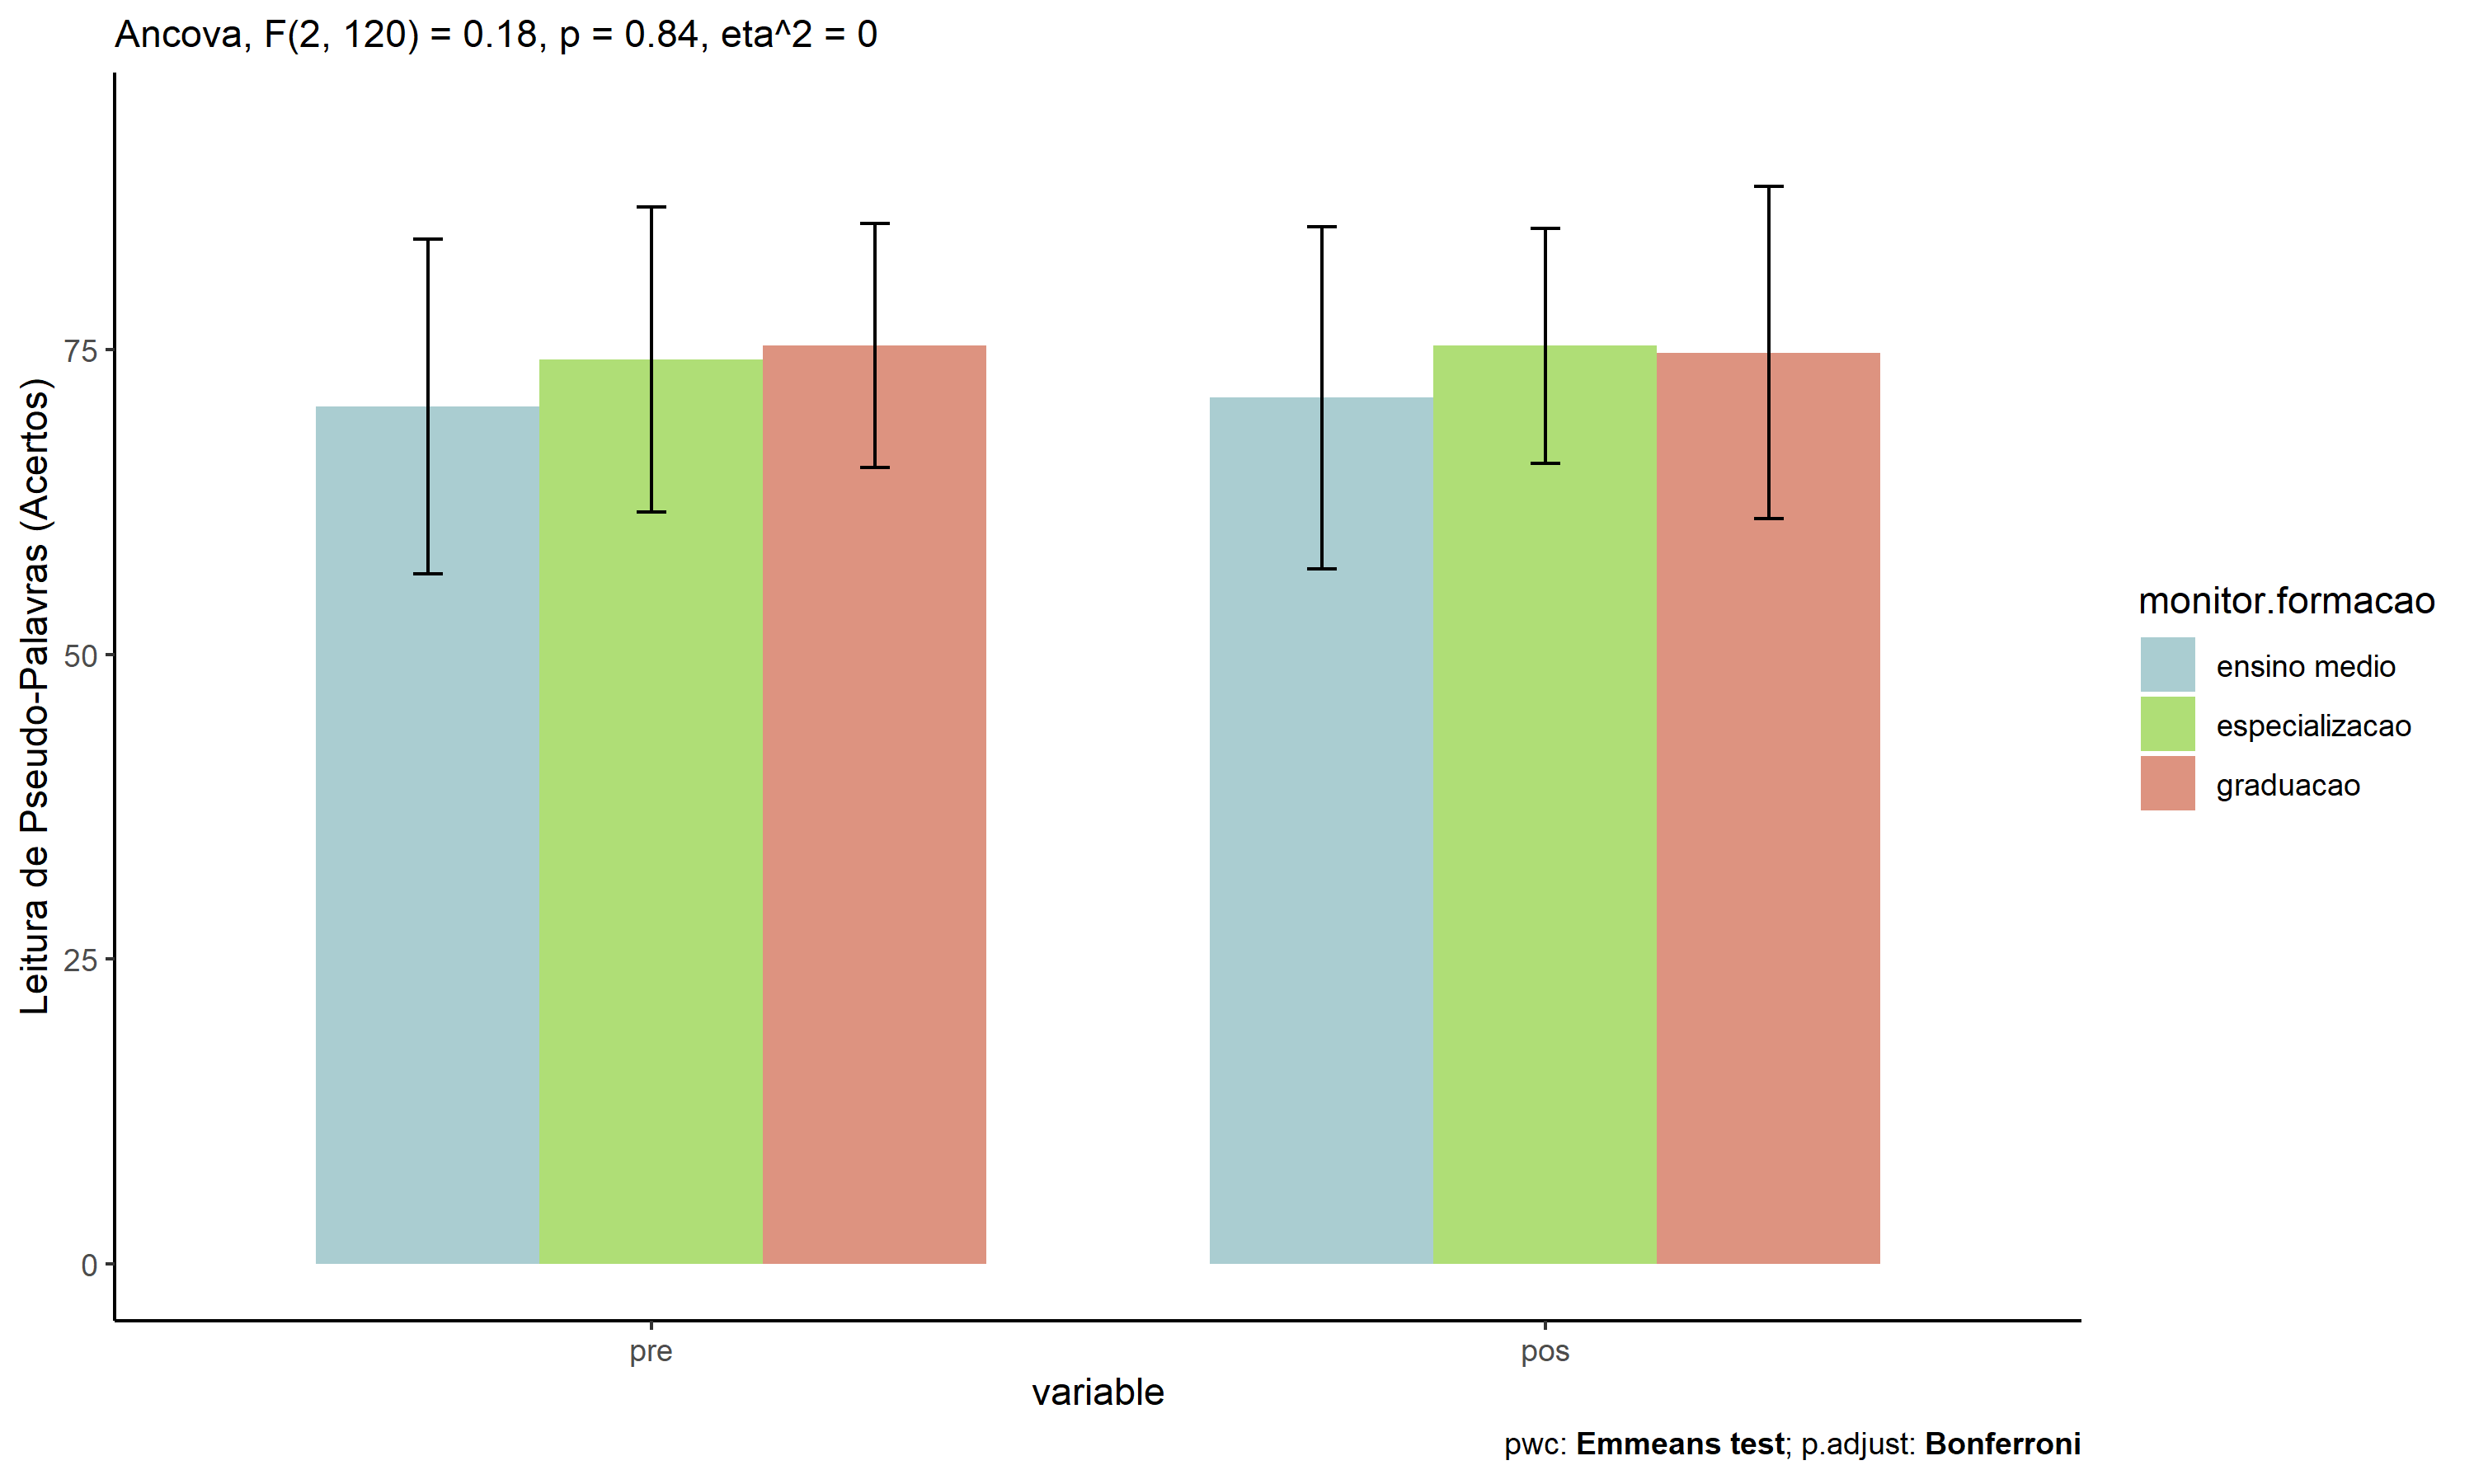 Ancova, F(2, 120) = 0.18, p = 0.84, eta^2 = 0
Leitura de Pseudo-Palavras (Acertos)
75
50
25
0
pre
pos
variable
monitor.formacao
ensino medio
especializacao
graduacao
pwc: Emmeans test; p.adjust: Bonferroni